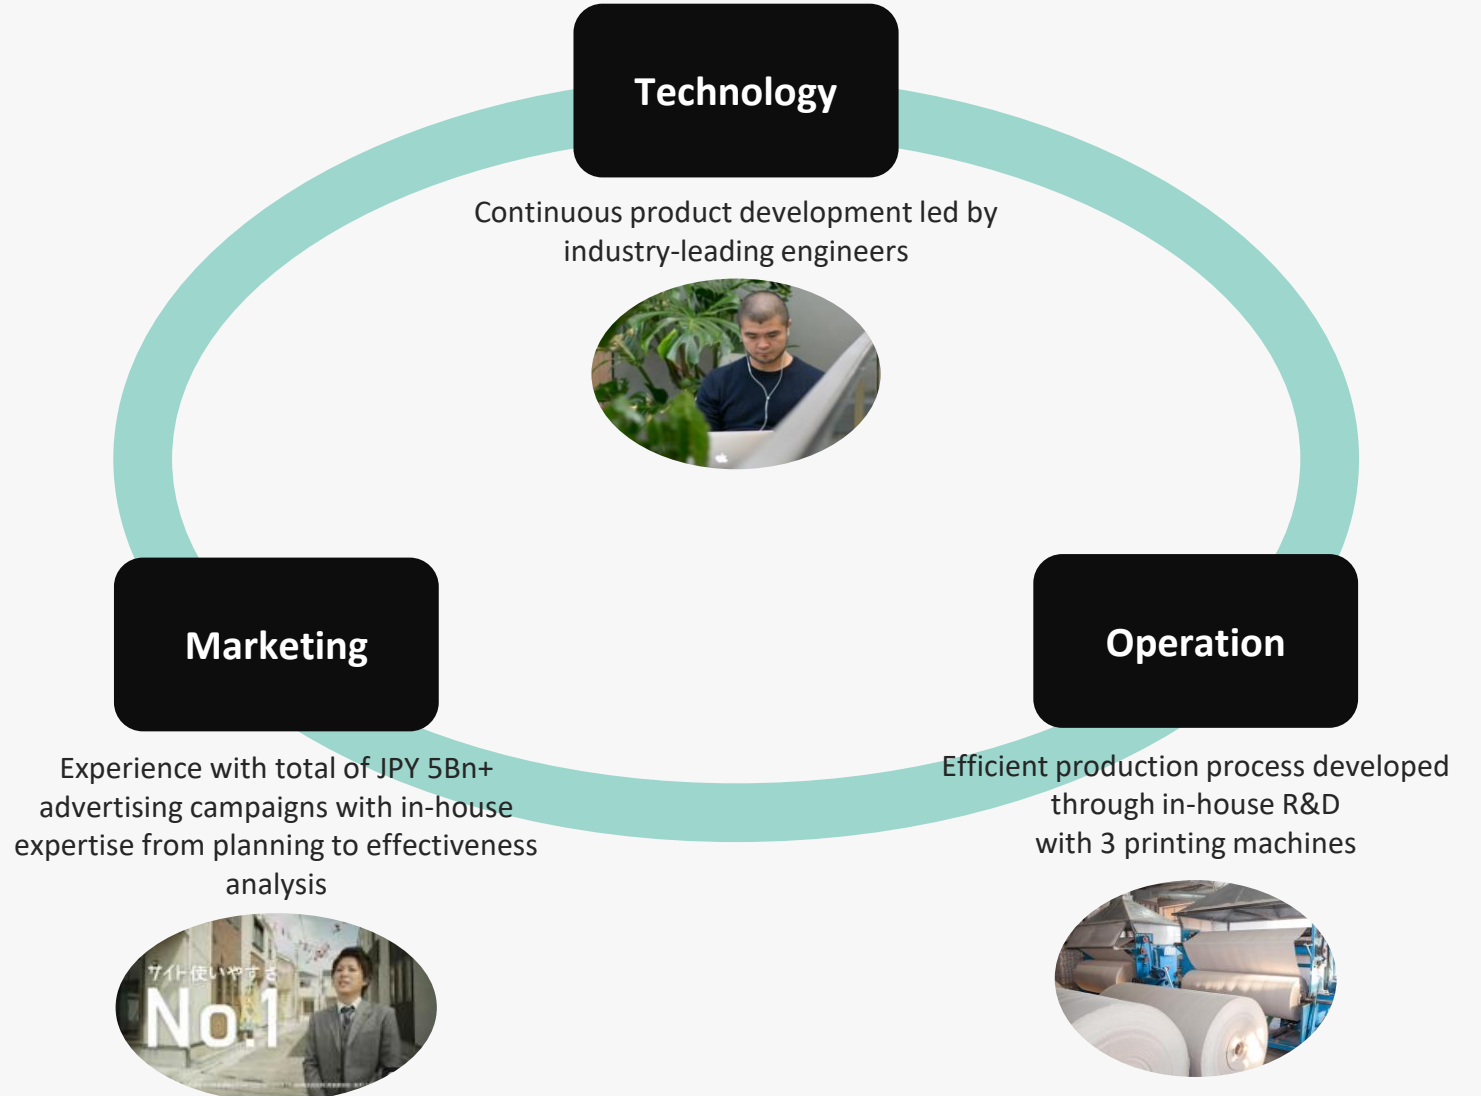 Technology
Continuous product development led by
industry-leading engineers
Marketing
Experience with total of JPY 5Bn+
advertising campaigns with in-house
expertise from planning to effectiveness
analysis
サイト使いやすさ
No.1
Operation
Efficient production process developed
through in-house R&D
with 3 printing machines